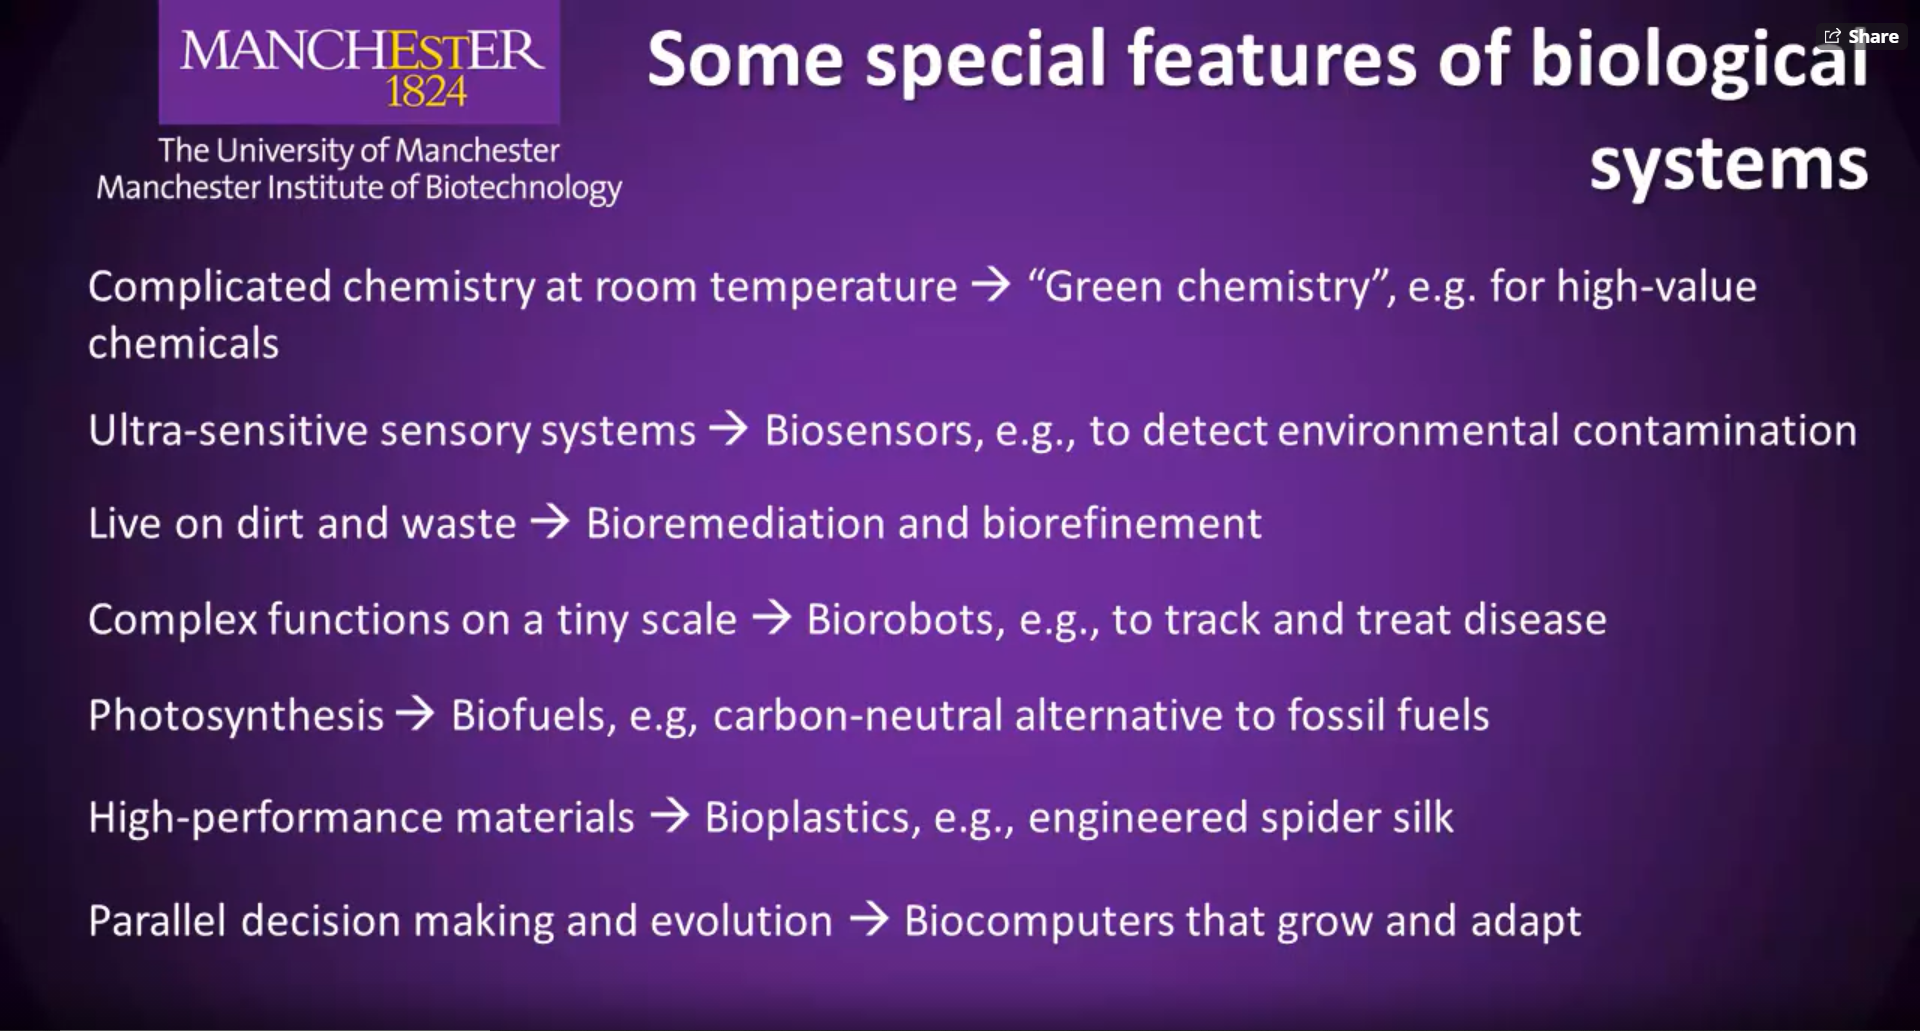 MANCHESTER
1824
The University of Manchester
Manchester Institute of Biotechnology
Share
Some special features of biological
systems
Complicated chemistry at room temperature → “Green chemistry”, e.g. for high-value
chemicals
Ultra-sensitive sensory systems → Biosensors, e.g., to detect environmental contamination
Live on dirt and waste → Bioremediation and biorefinement
Complex functions on a tiny scale → Biorobots, e.g., to track and treat disease
Photosynthesis → Biofuels, e.g, carbon-neutral alternative to fossil fuels
High-performance materials → Bioplastics, e.g., engineered spider silk
Parallel decision making and evolution → Biocomputers that grow and adapt